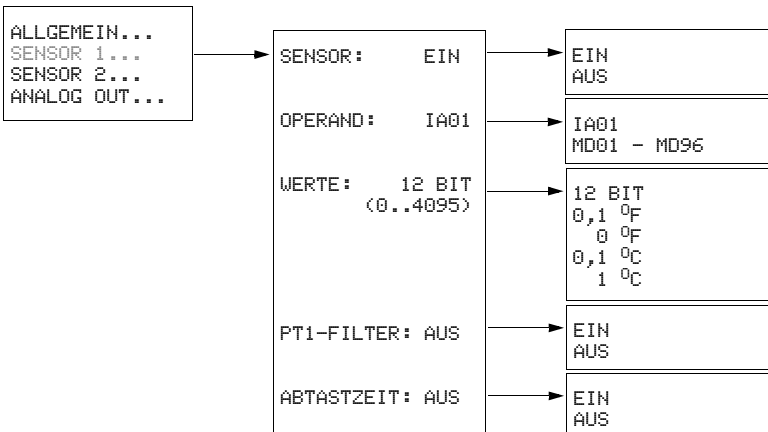 ALLGEMEIN...
SENSOR 1...
SENSOR 2...
ANALOG OUT...
SENSOR: EIN
EIN
AUS
OPERAND: IA01
IA01
MD01 - MD96
WERTE: 12 BIT
(0..4095)
12 BIT
0,1 °F
0 °F
0,1 °C
1 °C
PT1-FILTER: AUS
EIN
AUS
ABTASTZEIT: AUS
EIN
AUS